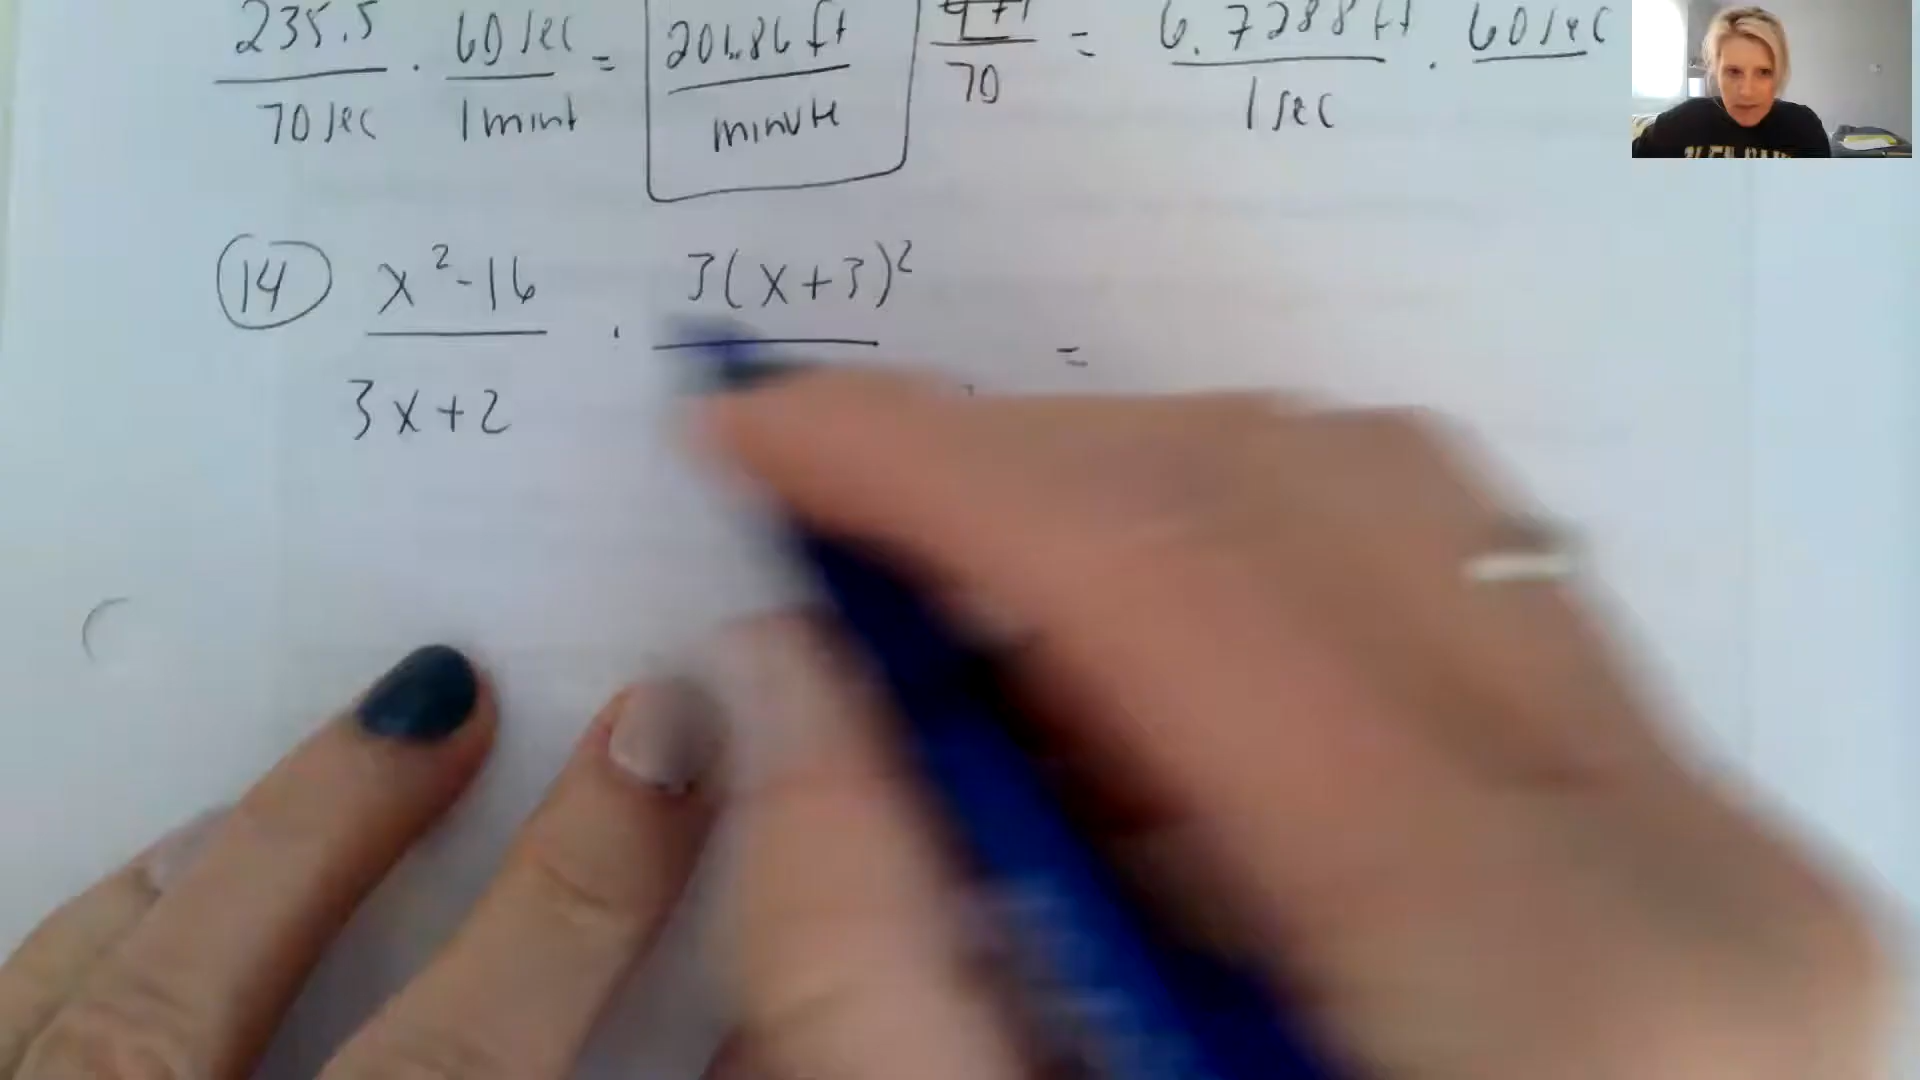 235.5 · 60 sec = 201.86 ft = 6.7288 ft · 60 sec
70 sec 1 mint minute 70 1 sec
14 x² - 16 · 3(x+3)² =
3x+2